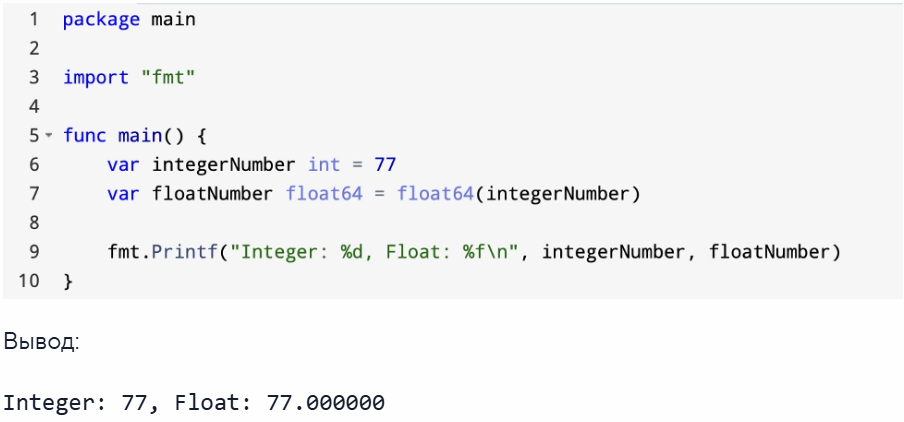 1 package main
2
3 import "fmt"
4
5 func main() {
6     var integerNumber int = 77
7     var floatNumber float64 = float64(integerNumber)
8
9     fmt.Printf("Integer: %d, Float: %f\n", integerNumber, floatNumber)
10 }
Вывод:
Integer: 77, Float: 77.000000